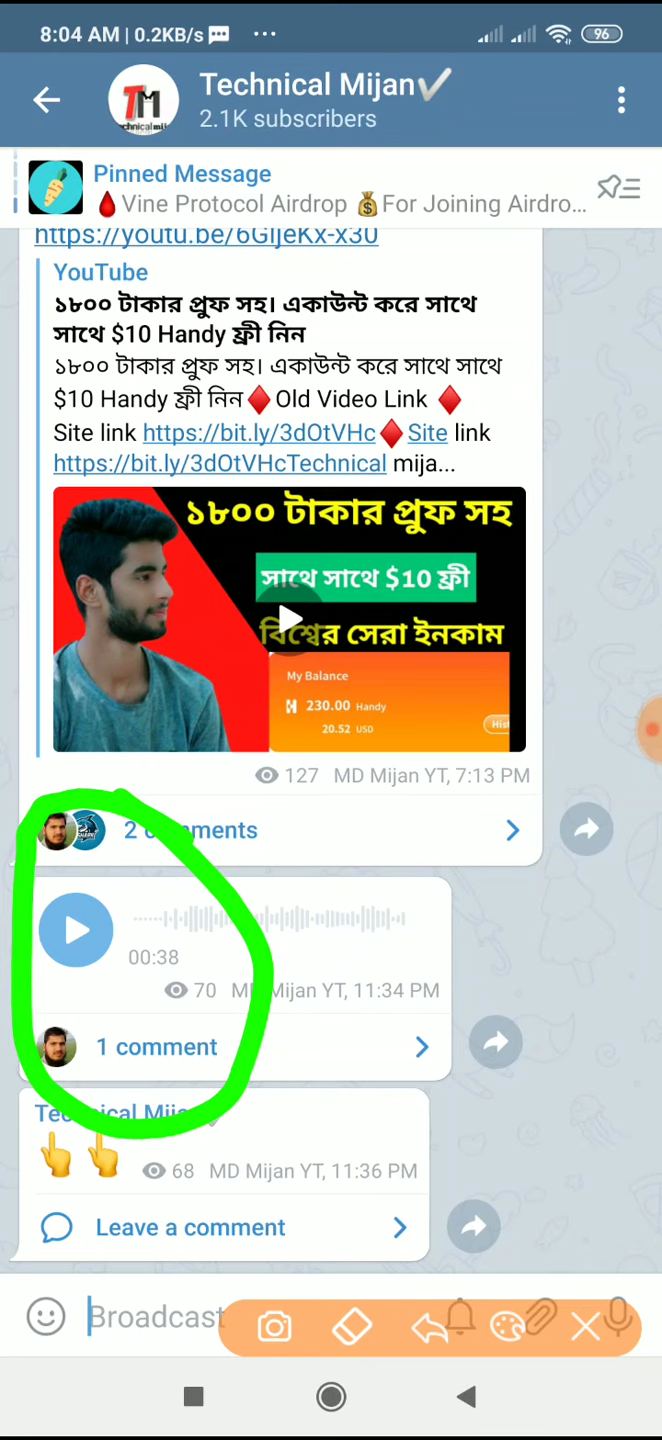 8:04 AM | 0.2KB/s
96
Technical Mijan✔
2.1K subscribers
TM
Pinned Message
🩸Vine Protocol Airdrop 💰For Joining Airdro...
https://youtu.be/6GIjeKx-x30
YouTube
১৮০০ টাকার প্রুফ সহ। একাউন্ট করে সাথে
সাথে $10 Handy ফ্রী নিন
১৮০০ টাকার প্রুফ সহ। একাউন্ট করে সাথে সাথে
$10 Handy ফ্রী নিন♦️Old Video Link ♦️
Site link https://bit.ly/3dOtVHc♦️Site link
https://bit.ly/3dOtVHcTechnical mija...
১৮০০ টাকার প্রুফ সহ
সাথে সাথে $10 ফ্রী
বিশ্বের সেরা ইনকাম
My Balance
230.00 Handy
20.52 USD
127 MD Mijan YT, 7:13 PM
2 comments
00:38
70 MD Mijan YT, 11:34 PM
1 comment
Technical Mijan✔
👆👆 68 MD Mijan YT, 11:36 PM
Leave a comment
Broadcast